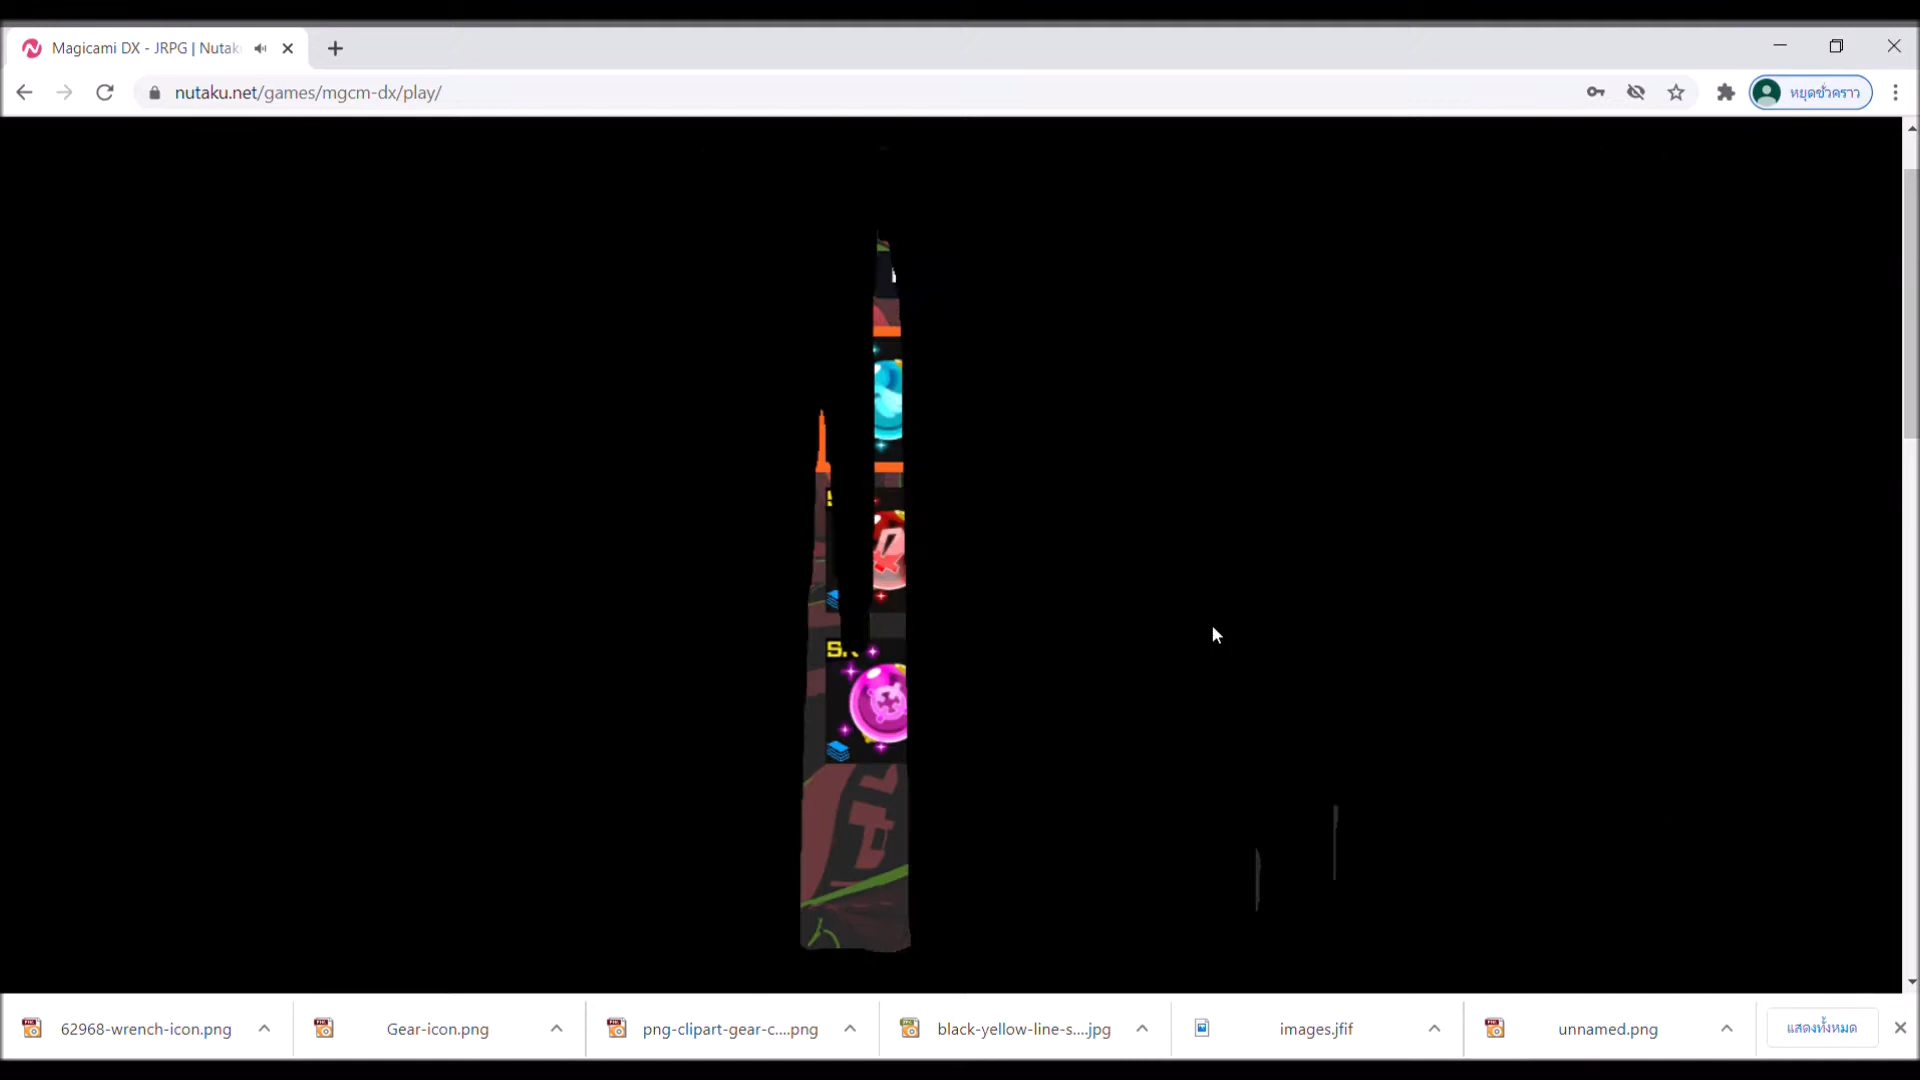 Magicami DX - JRPG | Nutak
nutaku.net/games/mgcm-dx/play/
หยุดชั่วคราว
62968-wrench-icon.png
Gear-icon.png
png-clipart-gear-c....png
black-yellow-line-s....jpg
images.jfif
unnamed.png
แสดงทั้งหมด